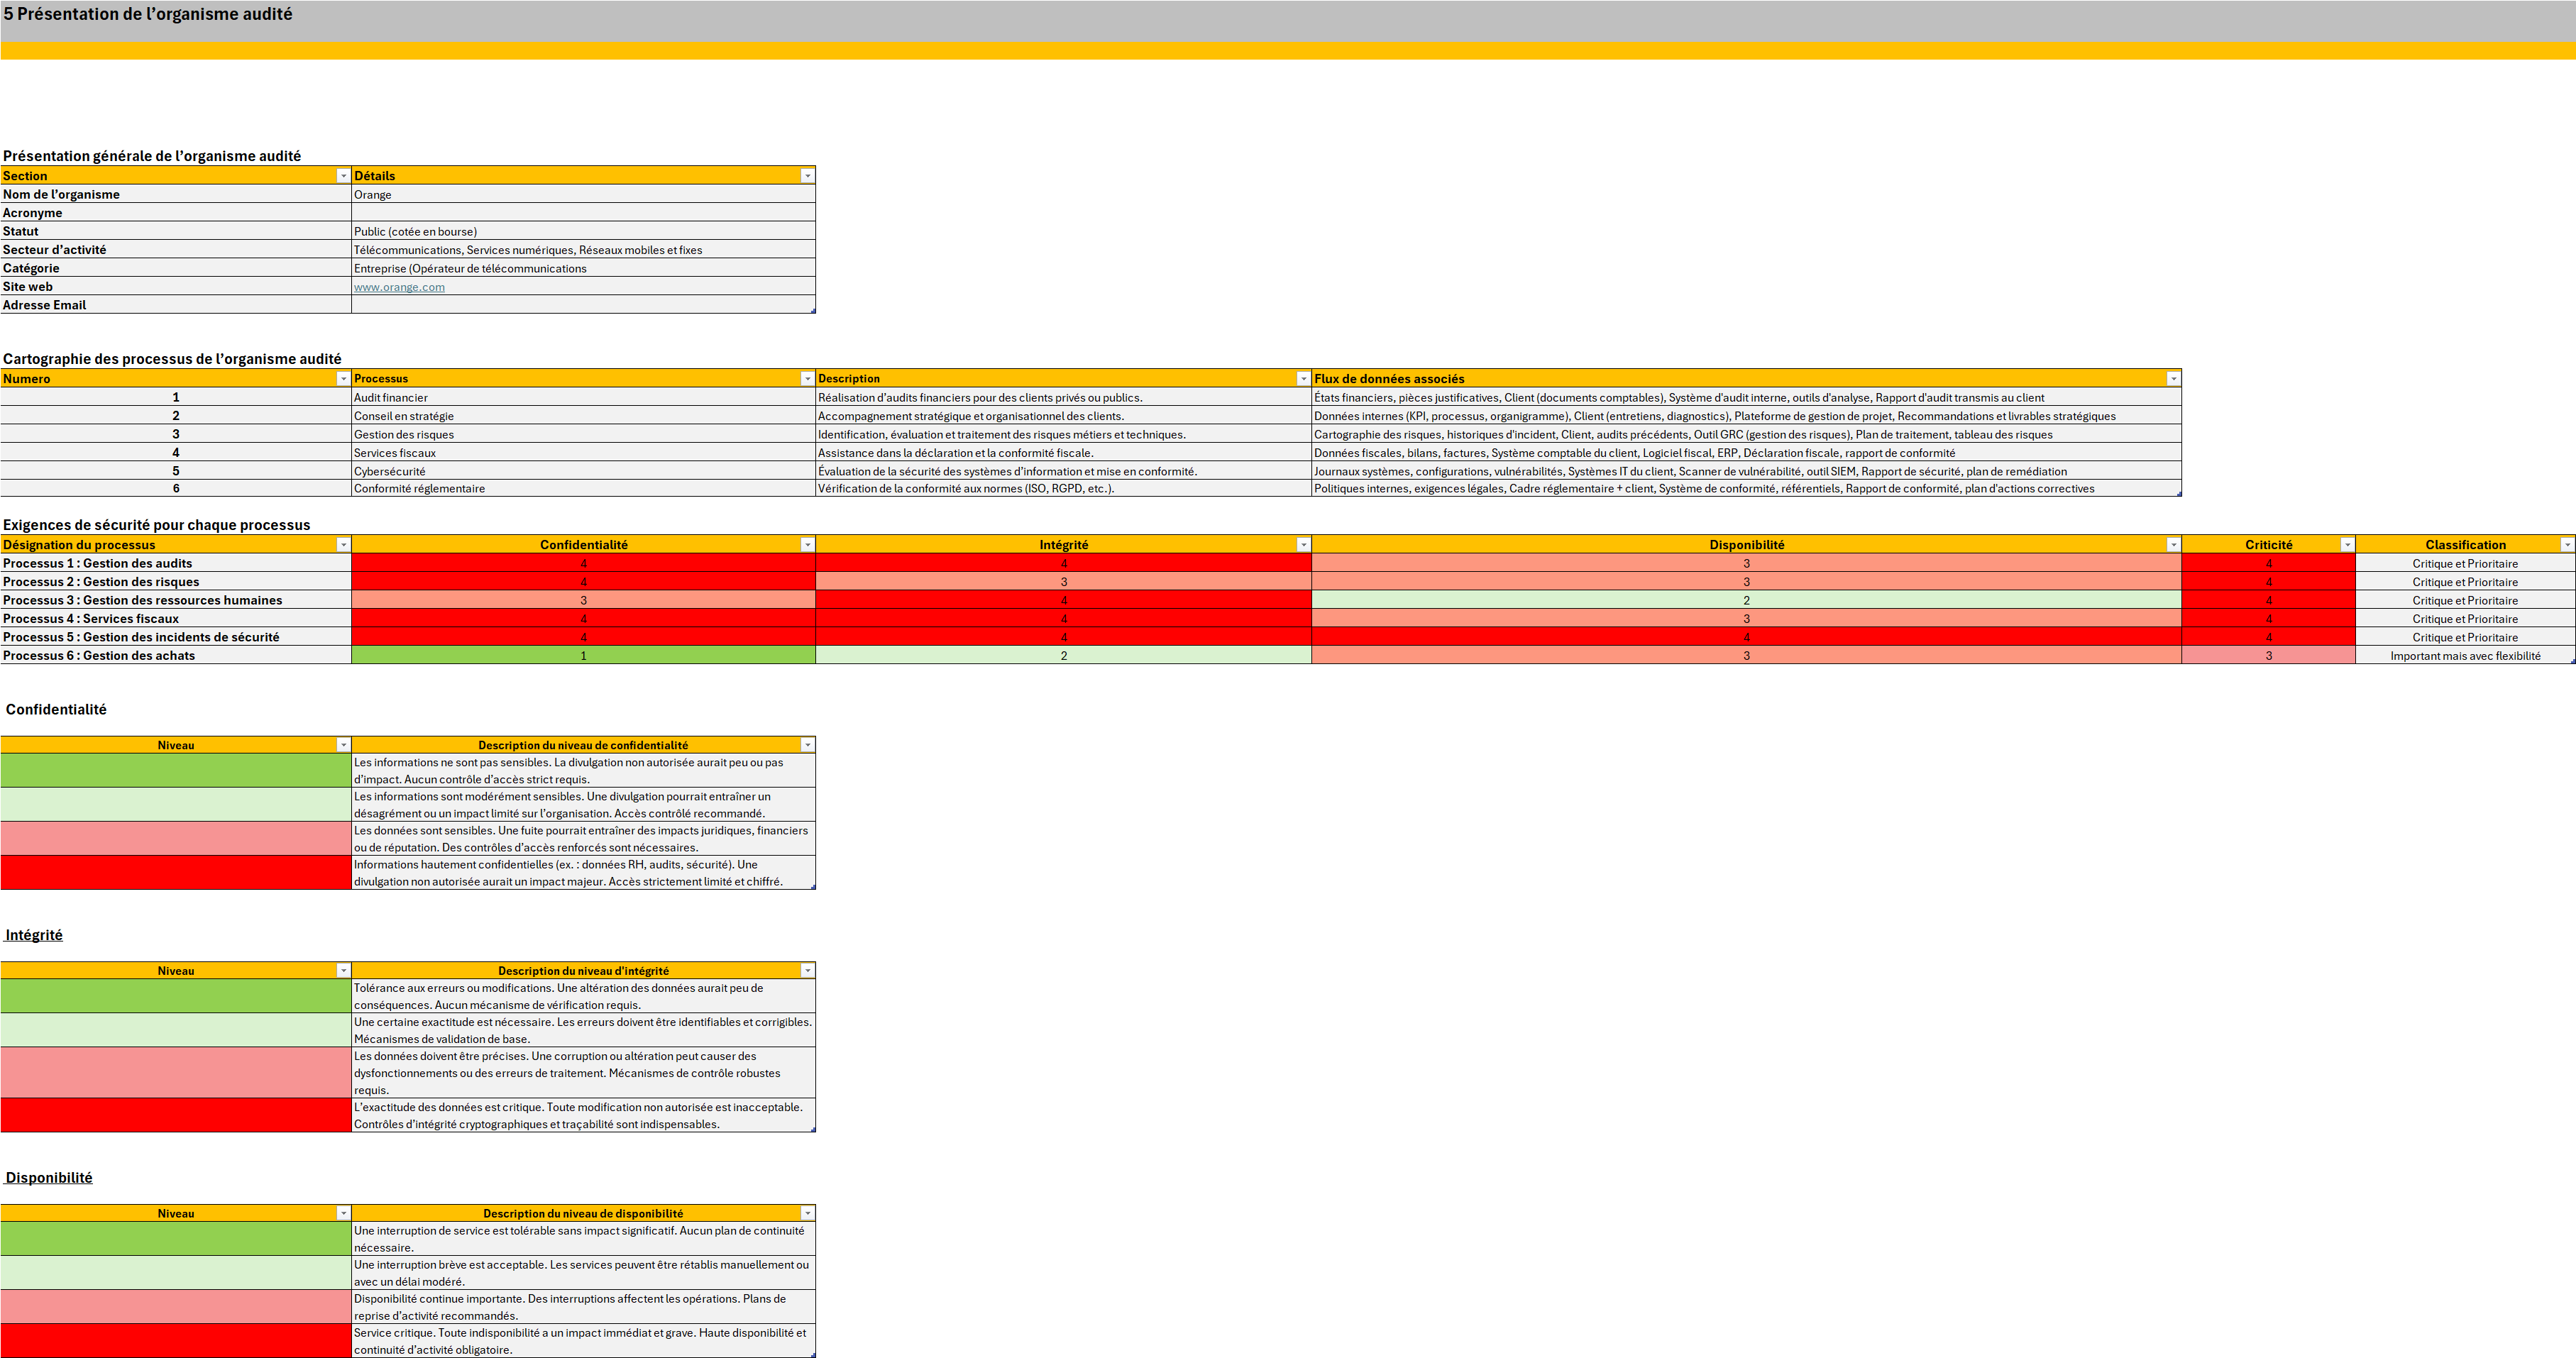 5 Présentation de l’organisme audité
Présentation générale de l’organisme audité
Section Détails
Nom de l’organisme Orange
Acronyme
Statut Public (cotée en bourse)
Secteur d’activité Télécommunications, Services numériques, Réseaux mobiles et fixes
Catégorie Entreprise (Opérateur de télécommunications
Site web www.orange.com
Adresse Email
Cartographie des processus de l’organisme audité
Numero Processus Description Flux de données associés
1 Audit financier Réalisation d’audits financiers pour des clients privés ou publics. États financiers, pièces justificatives, Client (documents comptables), Système d'audit interne, outils d'analyse, Rapport d'audit transmis au client
2 Conseil en stratégie Accompagnement stratégique et organisationnel des clients. Données internes (KPI, processus, organigramme), Client (entretiens, diagnostics), Plateforme de gestion de projet, Recommandations et livrables stratégiques
3 Gestion des risques Identification, évaluation et traitement des risques métiers et techniques. Cartographie des risques, historiques d'incident, Client, audits précédents, Outil GRC (gestion des risques), Plan de traitement, tableau des risques
4 Services fiscaux Assistance dans la déclaration et la conformité fiscale. Données fiscales, bilans, factures, Système comptable du client, Logiciel fiscal, ERP, Déclaration fiscale, rapport de conformité
5 Cybersécurité Évaluation de la sécurité des systèmes d’information et mise en conformité. Journaux systèmes, configurations, vulnérabilités, Systèmes IT du client, Scanner de vulnérabilité, outil SIEM, Rapport de sécurité, plan de remédiation
6 Conformité réglementaire Vérification de la conformité aux normes (ISO, RGPD, etc.). Politiques internes, exigences légales, Cadre réglementaire + client, Système de conformité, référentiels, Rapport de conformité, plan d'actions correctives
Exigences de sécurité pour chaque processus
Désignation du processus Confidentialité Intégrité Disponibilité Criticité Classification
Processus 1 : Gestion des audits 4 4 3 4 Critique et Prioritaire
Processus 2 : Gestion des risques 4 3 3 4 Critique et Prioritaire
Processus 3 : Gestion des ressources humaines 3 4 2 4 Critique et Prioritaire
Processus 4 : Services fiscaux 4 4 3 4 Critique et Prioritaire
Processus 5 : Gestion des incidents de sécurité 4 4 4 4 Critique et Prioritaire
Processus 6 : Gestion des achats 1 2 3 3 Important mais avec flexibilité
Confidentialité
Niveau Description du niveau de confidentialité
Les informations ne sont pas sensibles. La divulgation non autorisée aurait peu ou pas
d’impact. Aucun contrôle d’accès strict requis.
Les informations sont modérément sensibles. Une divulgation pourrait entraîner un
désagrément ou un impact limité sur l’organisation. Accès contrôlé recommandé.
Les données sont sensibles. Une fuite pourrait entraîner des impacts juridiques, financiers
ou de réputation. Des contrôles d’accès renforcés sont nécessaires.
Informations hautement confidentielles (ex. : données RH, audits, sécurité). Une
divulgation non autorisée aurait un impact majeur. Accès strictement limité et chiffré.
Intégrité
Niveau Description du niveau d'intégrité
Tolérance aux erreurs ou modifications. Une altération des données aurait peu de
conséquences. Aucun mécanisme de vérification requis.
Une certaine exactitude est nécessaire. Les erreurs doivent être identifiables et corrigibles.
Mécanismes de validation de base.
Les données doivent être précises. Une corruption ou altération peut causer des
dysfonctionnements ou des erreurs de traitement. Mécanismes de contrôle robustes
requis.
L’exactitude des données est critique. Toute modification non autorisée est inacceptable.
Contrôles d’intégrité cryptographiques et traçabilité sont indispensables.
Disponibilité
Niveau Description du niveau de disponibilité
Une interruption de service est tolérable sans impact significatif. Aucun plan de continuité
nécessaire.
Une interruption brève est acceptable. Les services peuvent être rétablis manuellement ou
avec un délai modéré.
Disponibilité continue importante. Des interruptions affectent les opérations. Plans de
reprise d’activité recommandés.
Service critique. Toute indisponibilité a un impact immédiat et grave. Haute disponibilité et
continuité d’activité obligatoire.